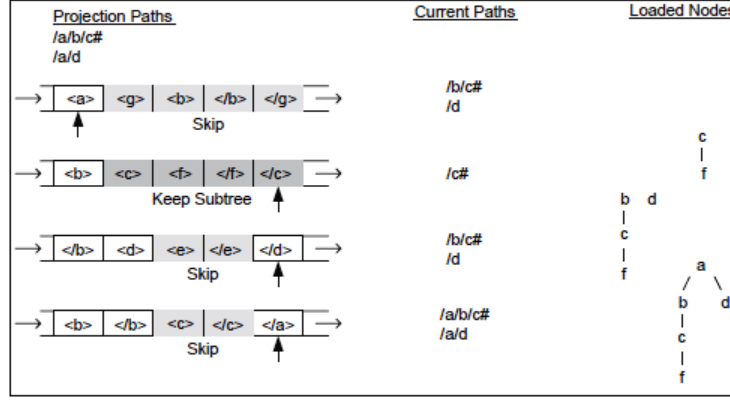 Projection Paths Current Paths Loaded Nodes
/a/b/c#
/a/d
<a> <g> <b> </b> </g> /b/c#
Skip /d
c
<b> <c> <f> </f> </c> /c# f
Keep Subtree b d
</b> <d> <e> </e> </d> /b/c# c
Skip /d f
a
<b> </b> <c> </c> </a> /a/b/c# b d
Skip /a/d c
f